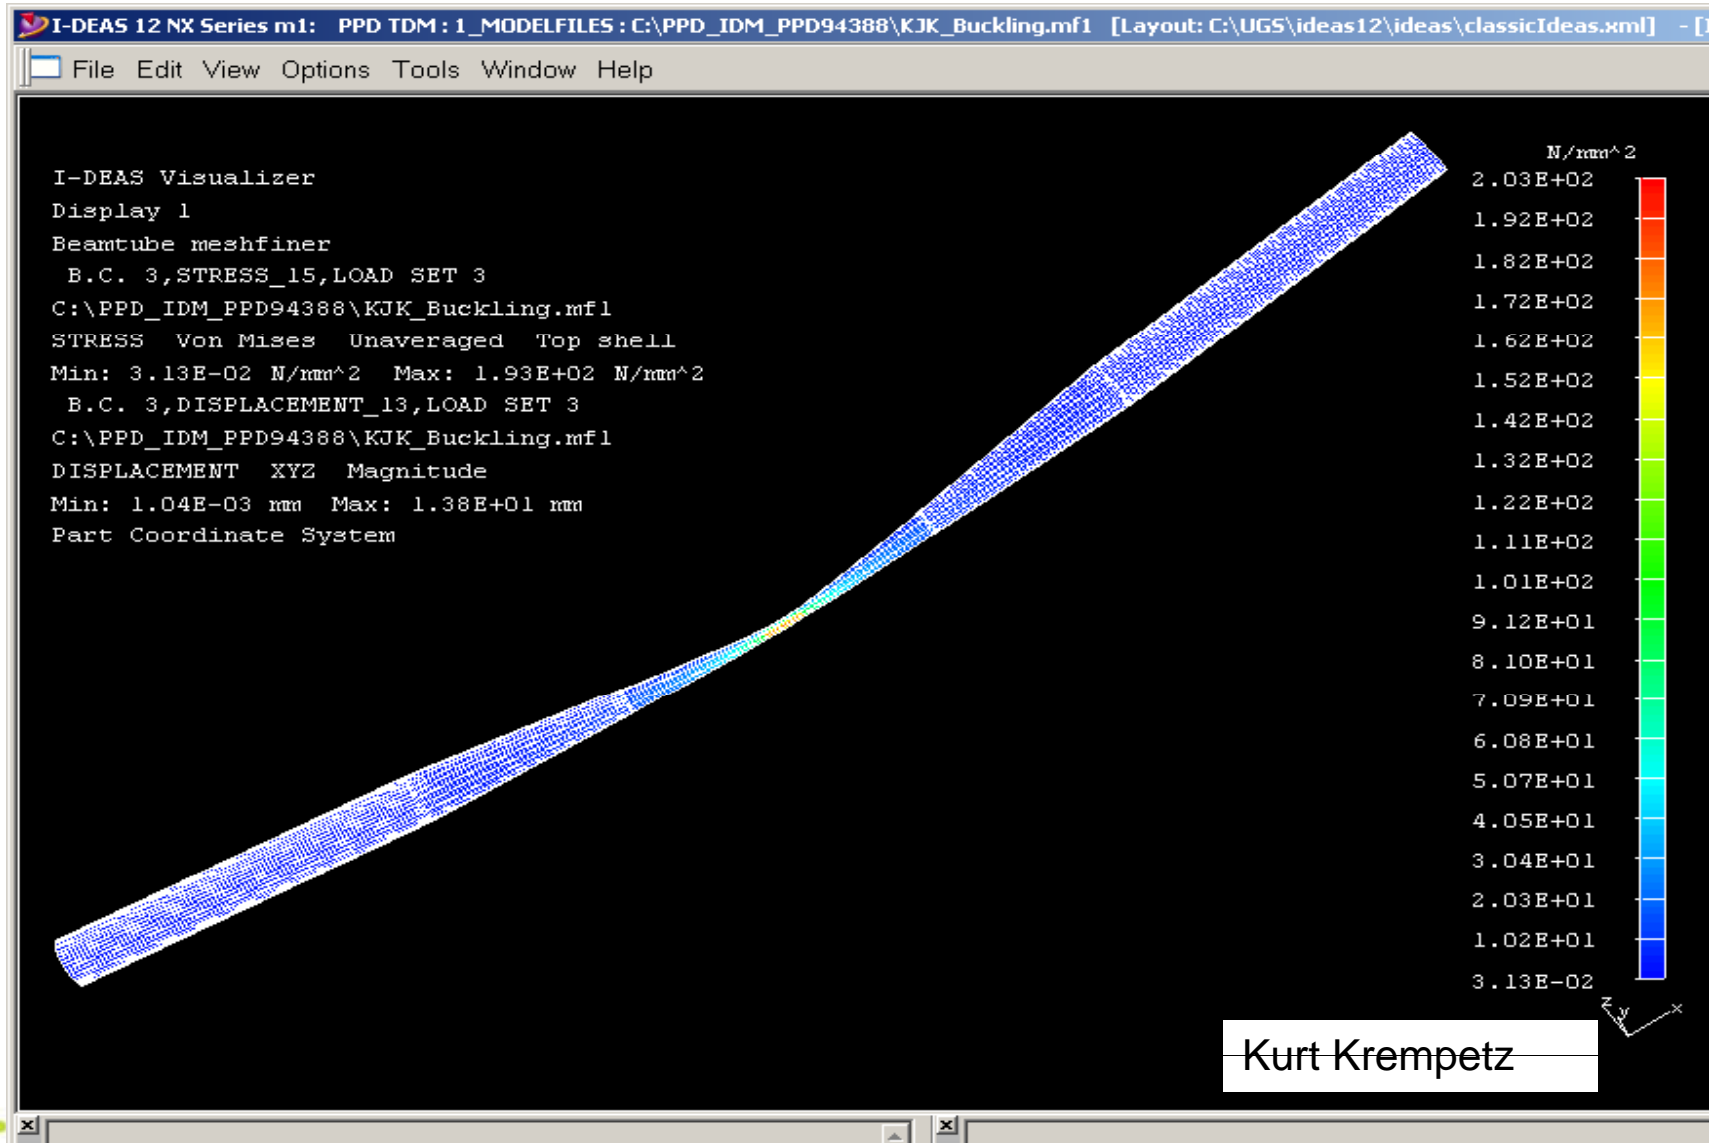 I-DEAS 12 NX Series m1: PPD TDM : 1_MODELFILES : C:\PPD_IDM_PPD94388\KJK_Buckling.mf1 [Layout: C:\UGS\ideas12\ideas\classicIdeas.xml] - [I
File Edit View Options Tools Window Help
I-DEAS Visualizer
Display 1
Beamtube meshfiner
B.C. 3,STRESS_15,LOAD SET 3
C:\PPD_IDM_PPD94388\KJK_Buckling.mf1
STRESS Von Mises Unaveraged Top shell
Min: 3.13E-02 N/mm^2 Max: 1.93E+02 N/mm^2
B.C. 3,DISPLACEMENT_13,LOAD SET 3
C:\PPD_IDM_PPD94388\KJK_Buckling.mf1
DISPLACEMENT XYZ Magnitude
Min: 1.04E-03 mm Max: 1.38E+01 mm
Part Coordinate System
N/mm^2
2.03E+02
1.92E+02
1.82E+02
1.72E+02
1.62E+02
1.52E+02
1.42E+02
1.32E+02
1.22E+02
1.11E+02
1.01E+02
9.12E+01
8.10E+01
7.09E+01
6.08E+01
5.07E+01
4.05E+01
3.04E+01
2.03E+01
1.02E+01
3.13E-02
z y x
Kurt Krempetz